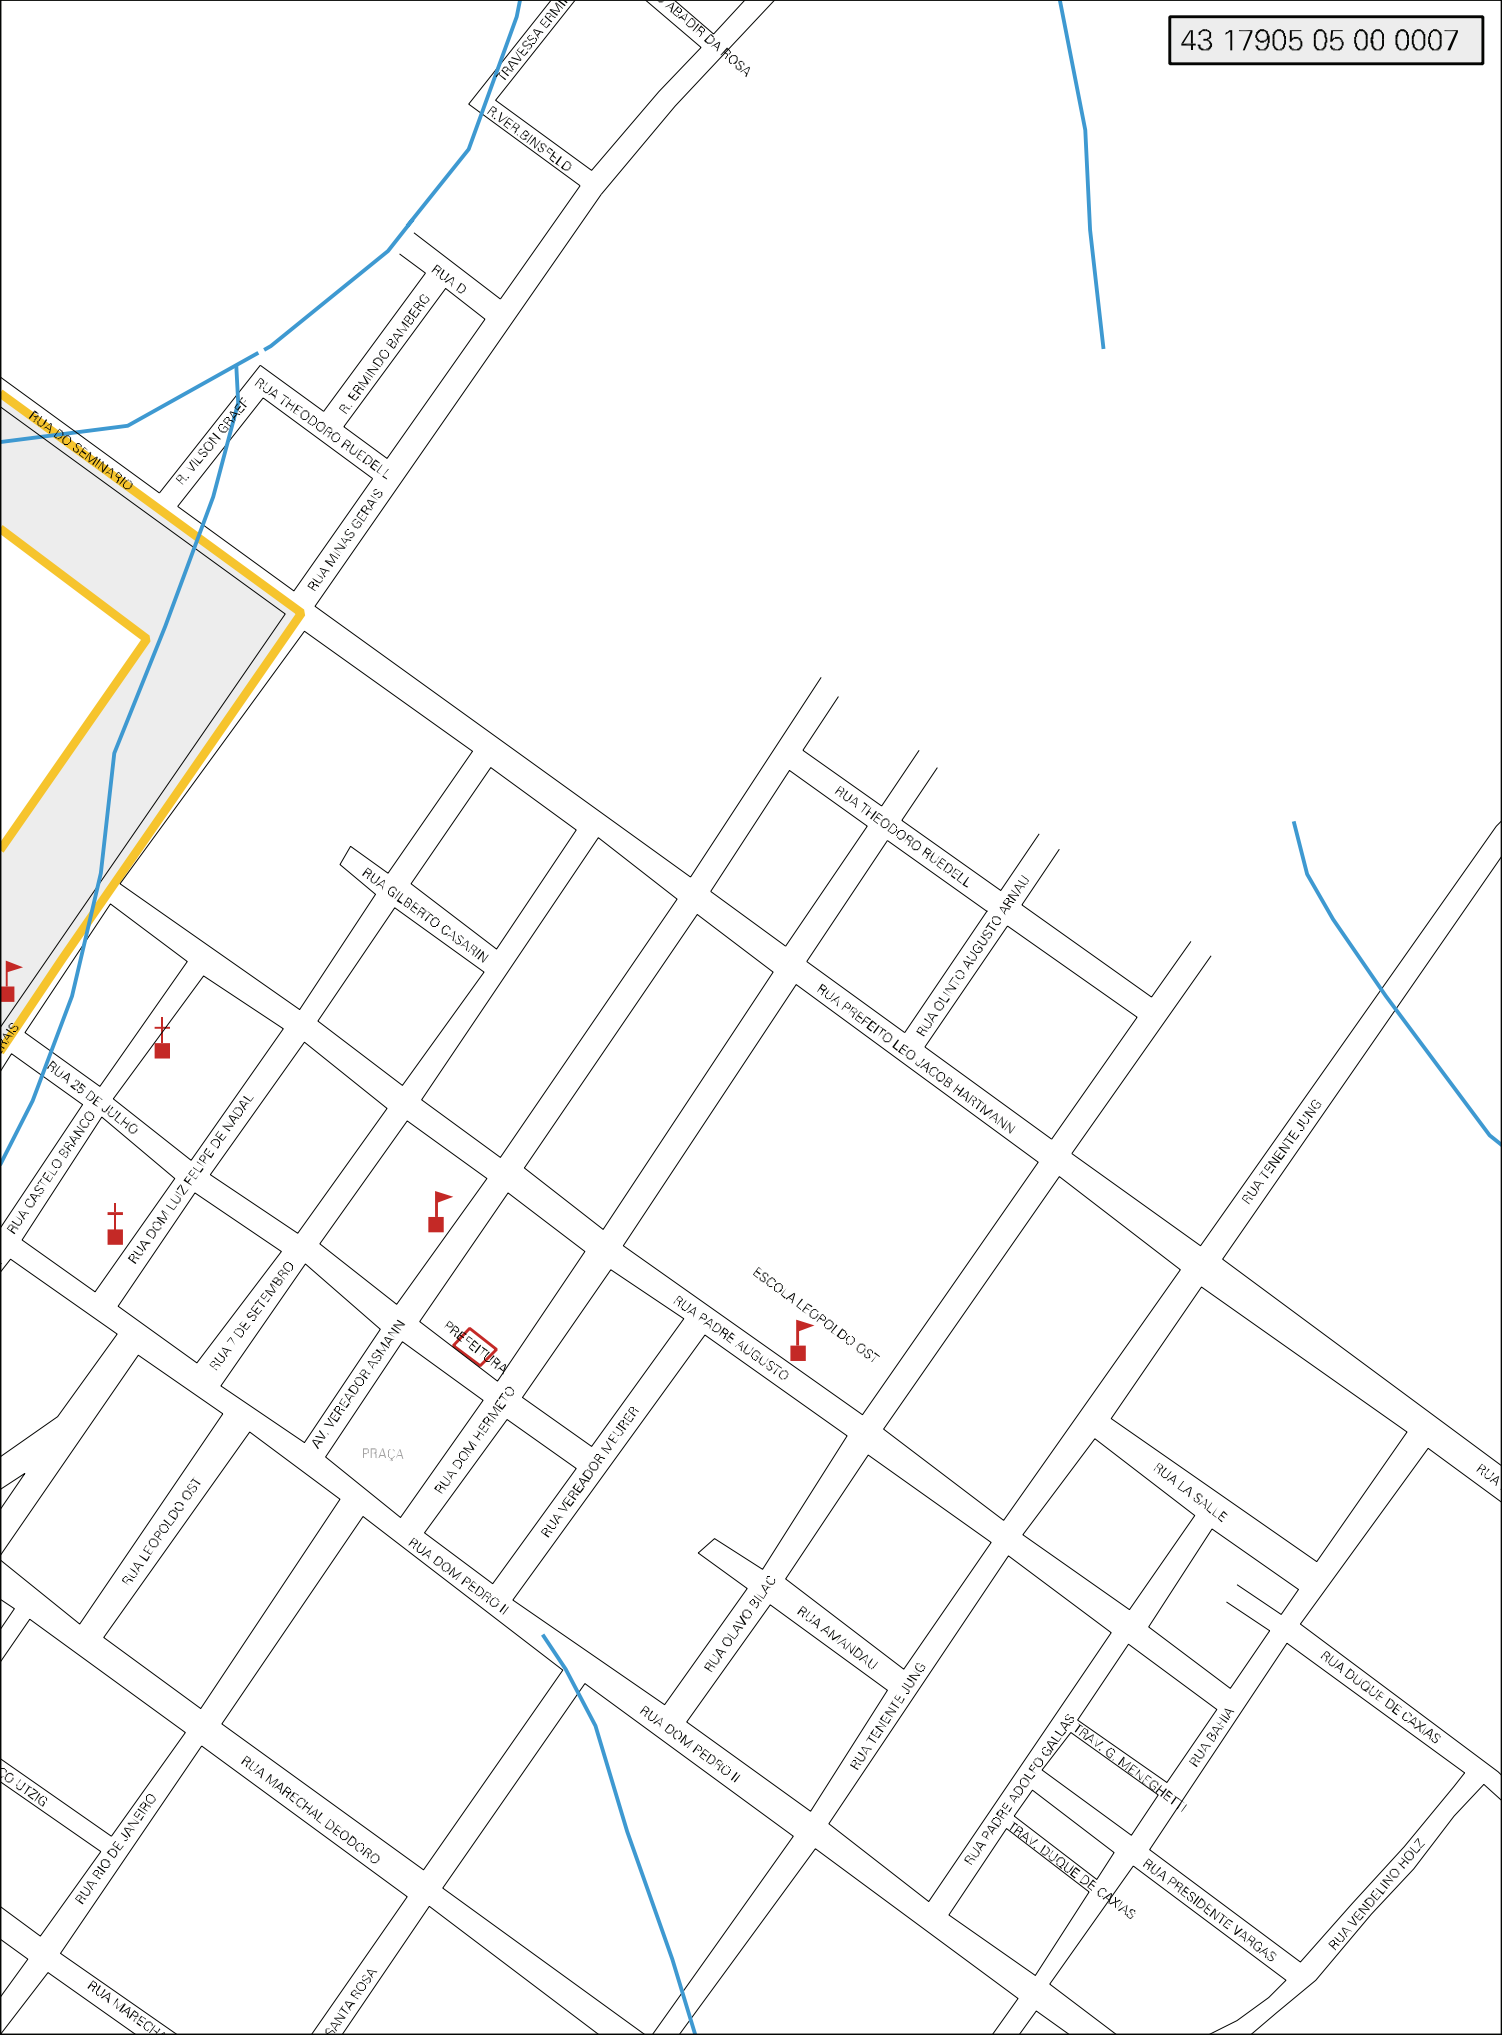 ABADIR DA ROSA
43 17905 05 00 0007
R.VER.BINSFELD
RUA D
R. ERMINDO BAMBERG
RUA THEODORO RUEDELL
R. VILSON GRAEF
RUA DO SEMINARIO
RUA MINAS GERAIS
RUA THEODORO RUEDELL
RUA GILBERTO CASARIN
RUA OLINTO AUGUSTO ARNAU
RUA PREFEITO LEO JACOB HARTMANN
RUA 25 DE JULHO
RUA CASTELO BRANCO
RUA DOM LUIZ FELIPE DE NADAL
RUA TENENTE JUNG
RUA 7 DE SETEMBRO
ESCOLA LEOPOLDO OST
RUA PADRE AUGUSTO
PREFEITURA
AV. VEREADOR ASMANN
RUA DOM HERMETO
PRAÇA
RUA VEREADOR MEURER
RUA LA SALLE
RUA
RUA LEOPOLDO OST
RUA DOM PEDRO II
RUA OLAVO BILAC
RUA AMANDAU
RUA TENENTE JUNG
RUA DUQUE DE CAXIAS
RUA BAHIA
RUA DOM PEDRO II
TRAV. G. MENEGHETTI
RUA PADRE ADOLFO GALLAS
RUA MARECHAL DEODORO
UTZIG
RUA RIO DE JANEIRO
TRAV. DUQUE DE CAXIAS
RUA PRESIDENTE VARGAS
RUA VENDELINO HOLZ
SANTA ROSA